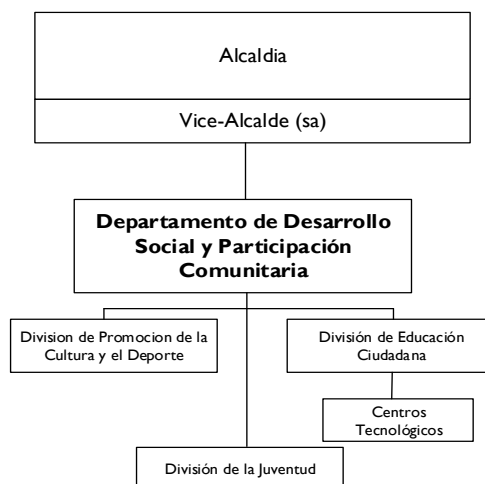 Alcaldia
Vice-Alcalde (sa)
Departamento de Desarrollo
Social y Participación
Comunitaria
Division de Promocion de la
Cultura y el Deporte
División de Educación
Ciudadana
Centros
Tecnológicos
División de la Juventud